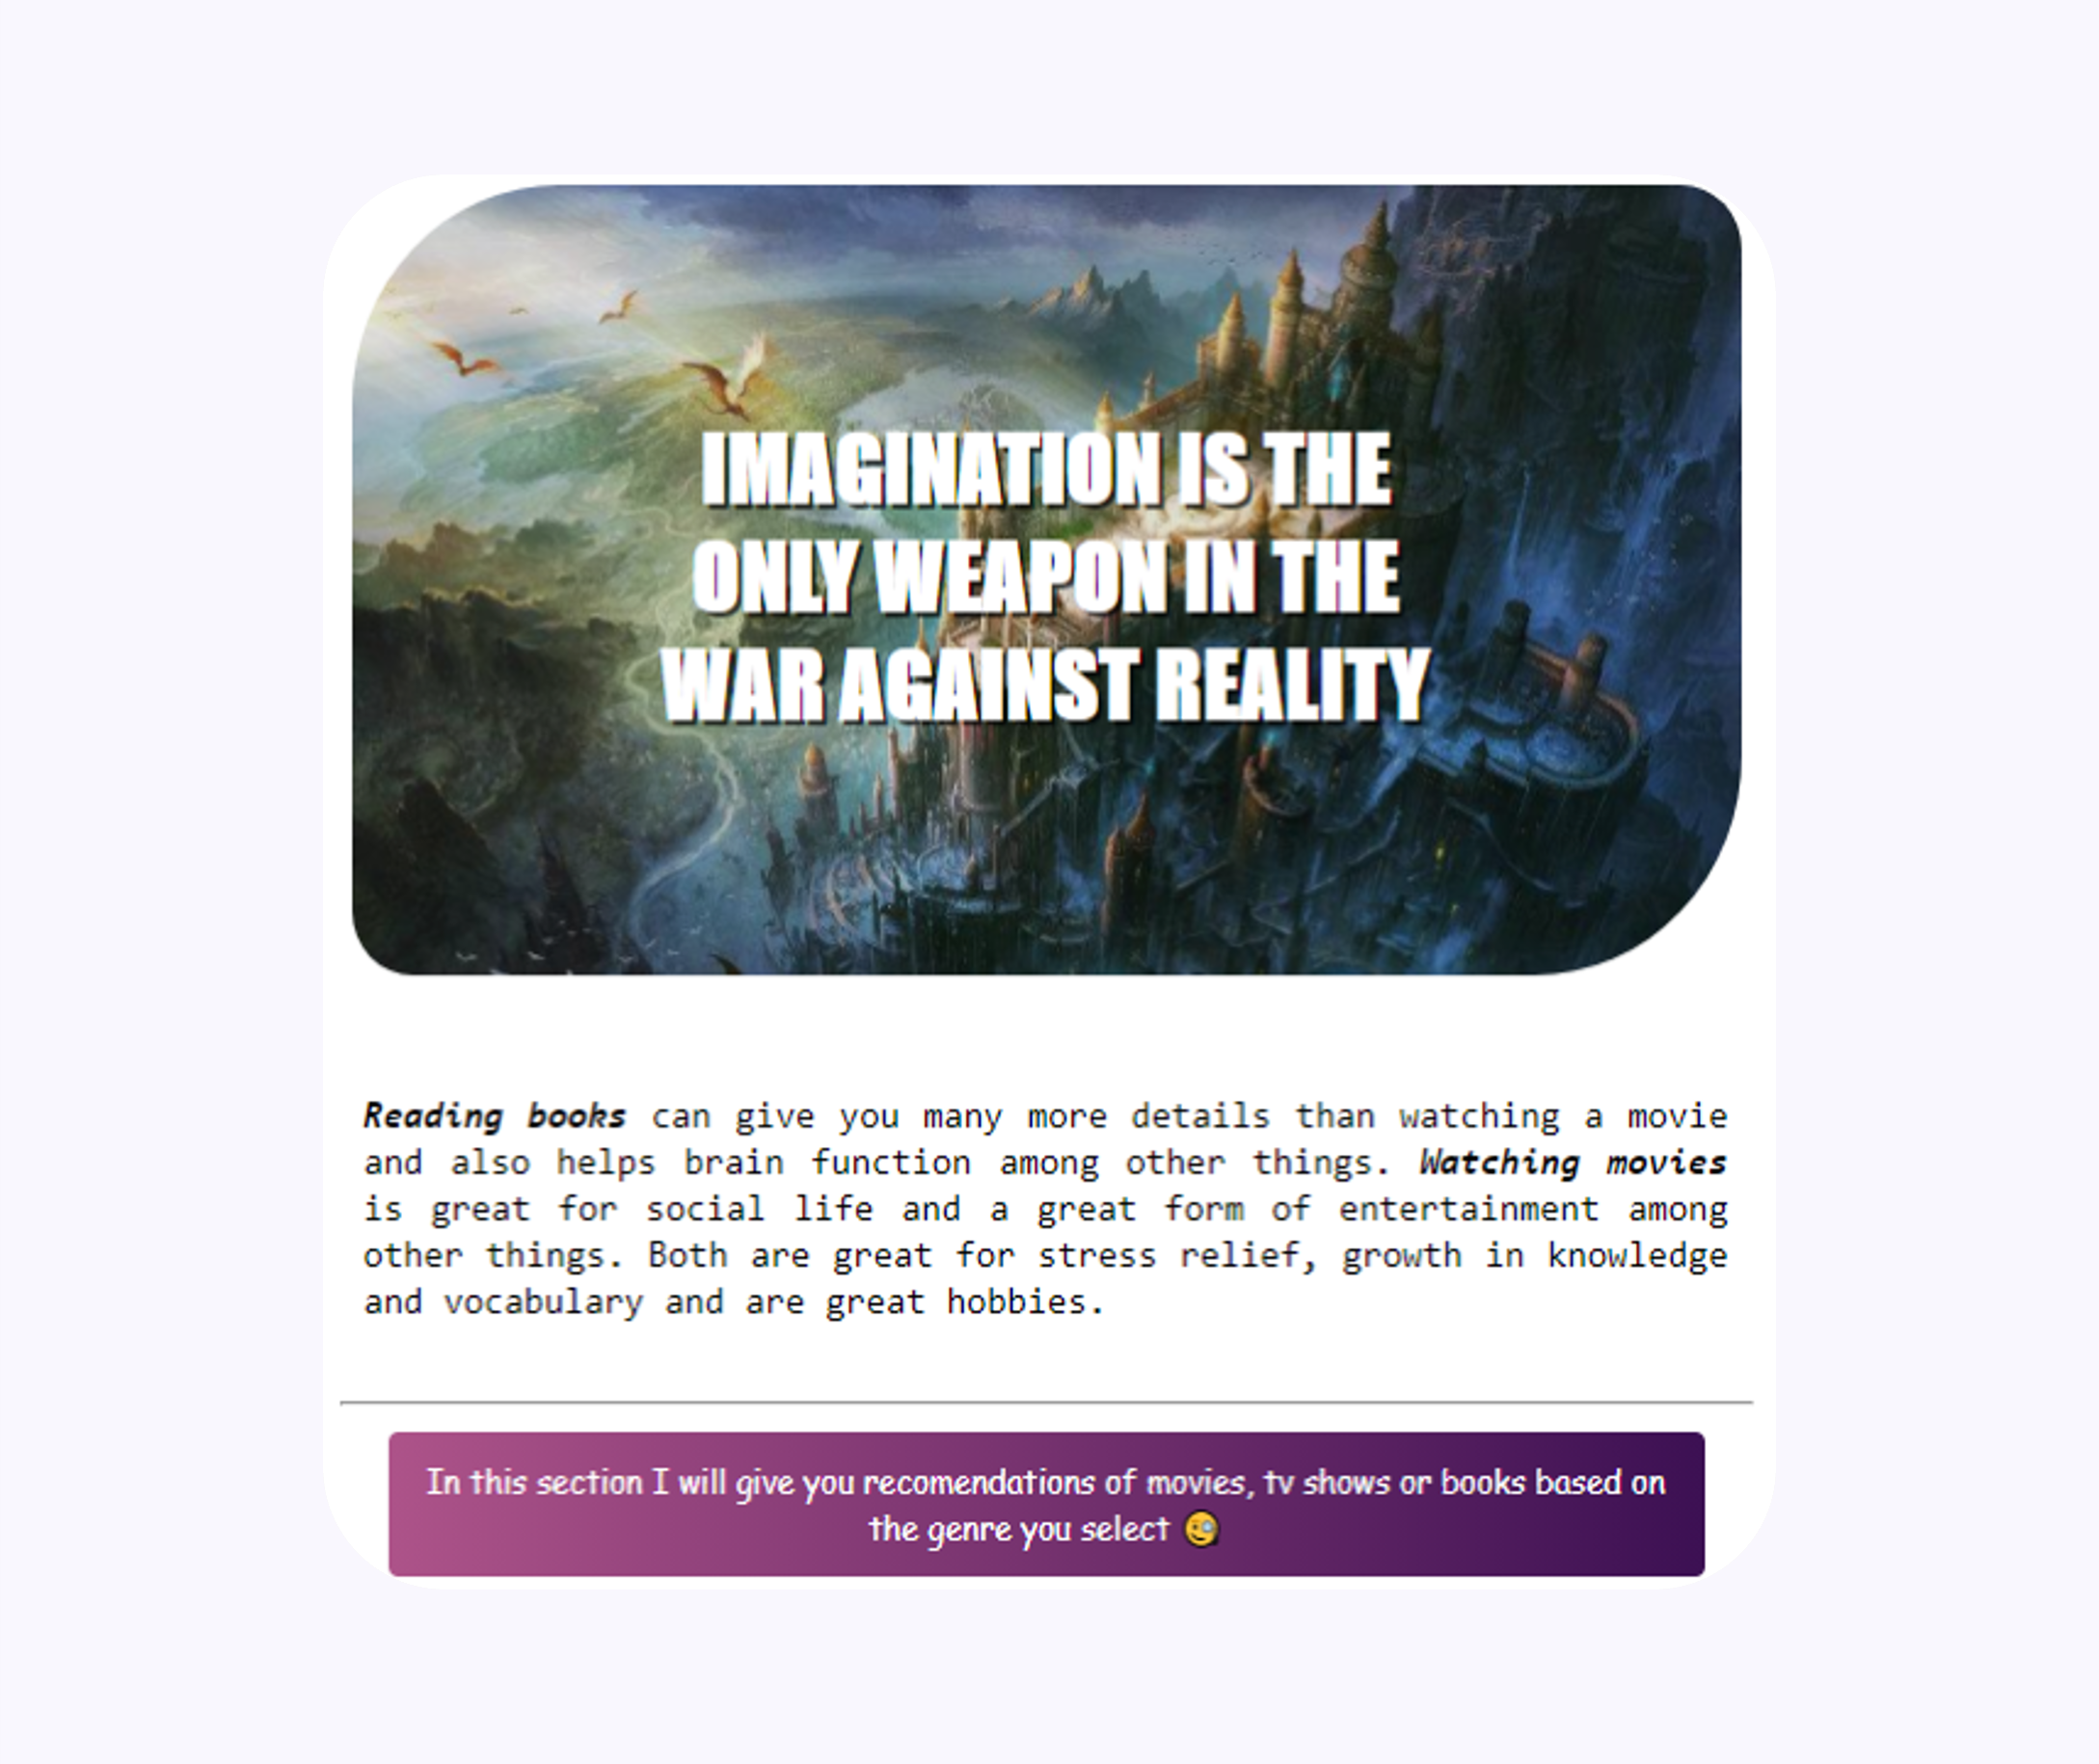 IMAGINATION IS THE
ONLY WEAPON IN THE
WAR AGAINST REALITY
Reading books can give you many more details than watching a movie
and also helps brain function among other things. Watching movies
is great for social life and a great form of entertainment among
other things. Both are great for stress relief, growth in knowledge
and vocabulary and are great hobbies.
In this section I will give you recomendations of movies, tv shows or books based on
the genre you select 🧐